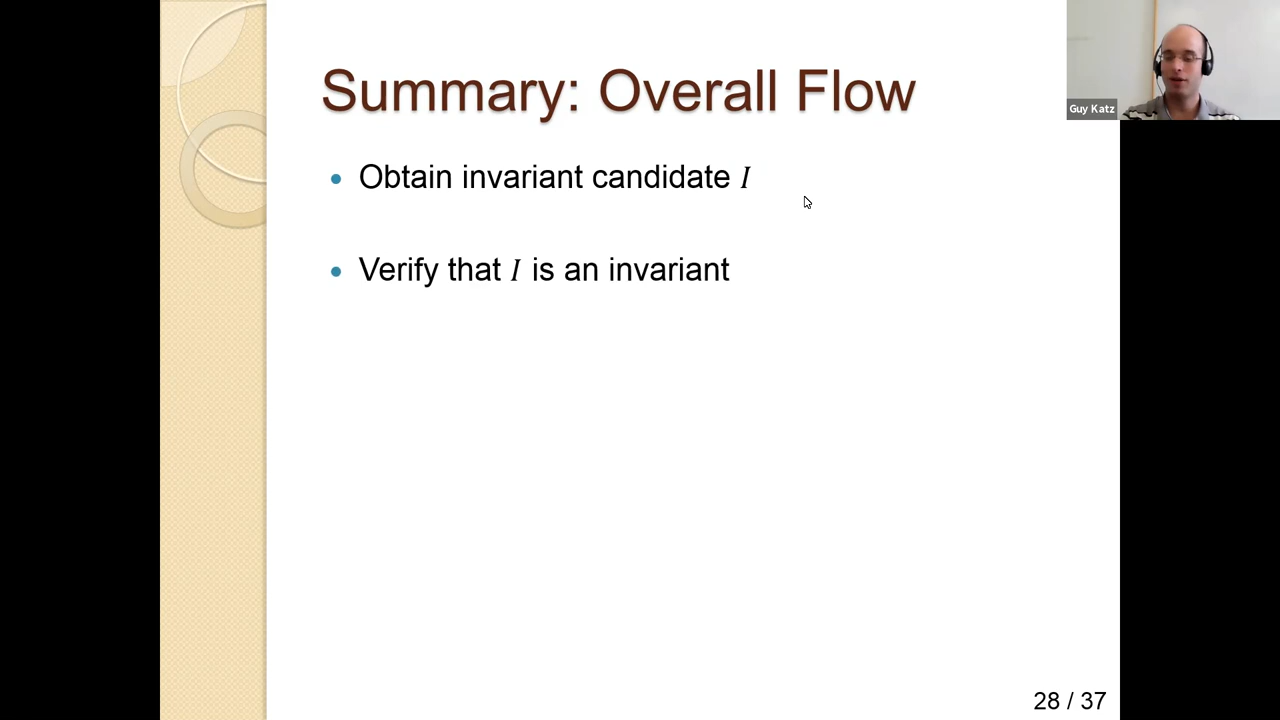 Summary: Overall Flow
Guy Katz
• Obtain invariant candidate I
• Verify that I is an invariant
28 / 37